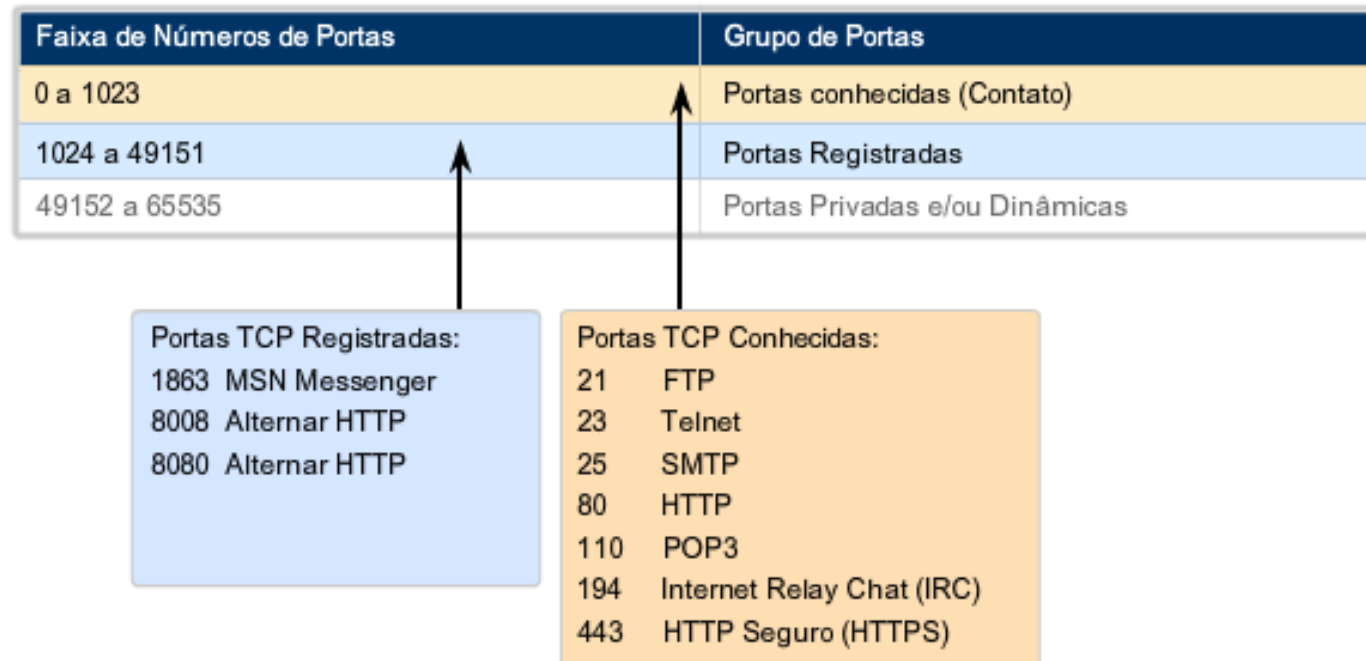 Faixa de Números de Portas Grupo de Portas
0 a 1023 Portas conhecidas (Contato)
1024 a 49151 Portas Registradas
49152 a 65535 Portas Privadas e/ou Dinâmicas
Portas TCP Registradas:
1863 MSN Messenger
8008 Alternar HTTP
8080 Alternar HTTP
Portas TCP Conhecidas:
21 FTP
23 Telnet
25 SMTP
80 HTTP
110 POP3
194 Internet Relay Chat (IRC)
443 HTTP Seguro (HTTPS)